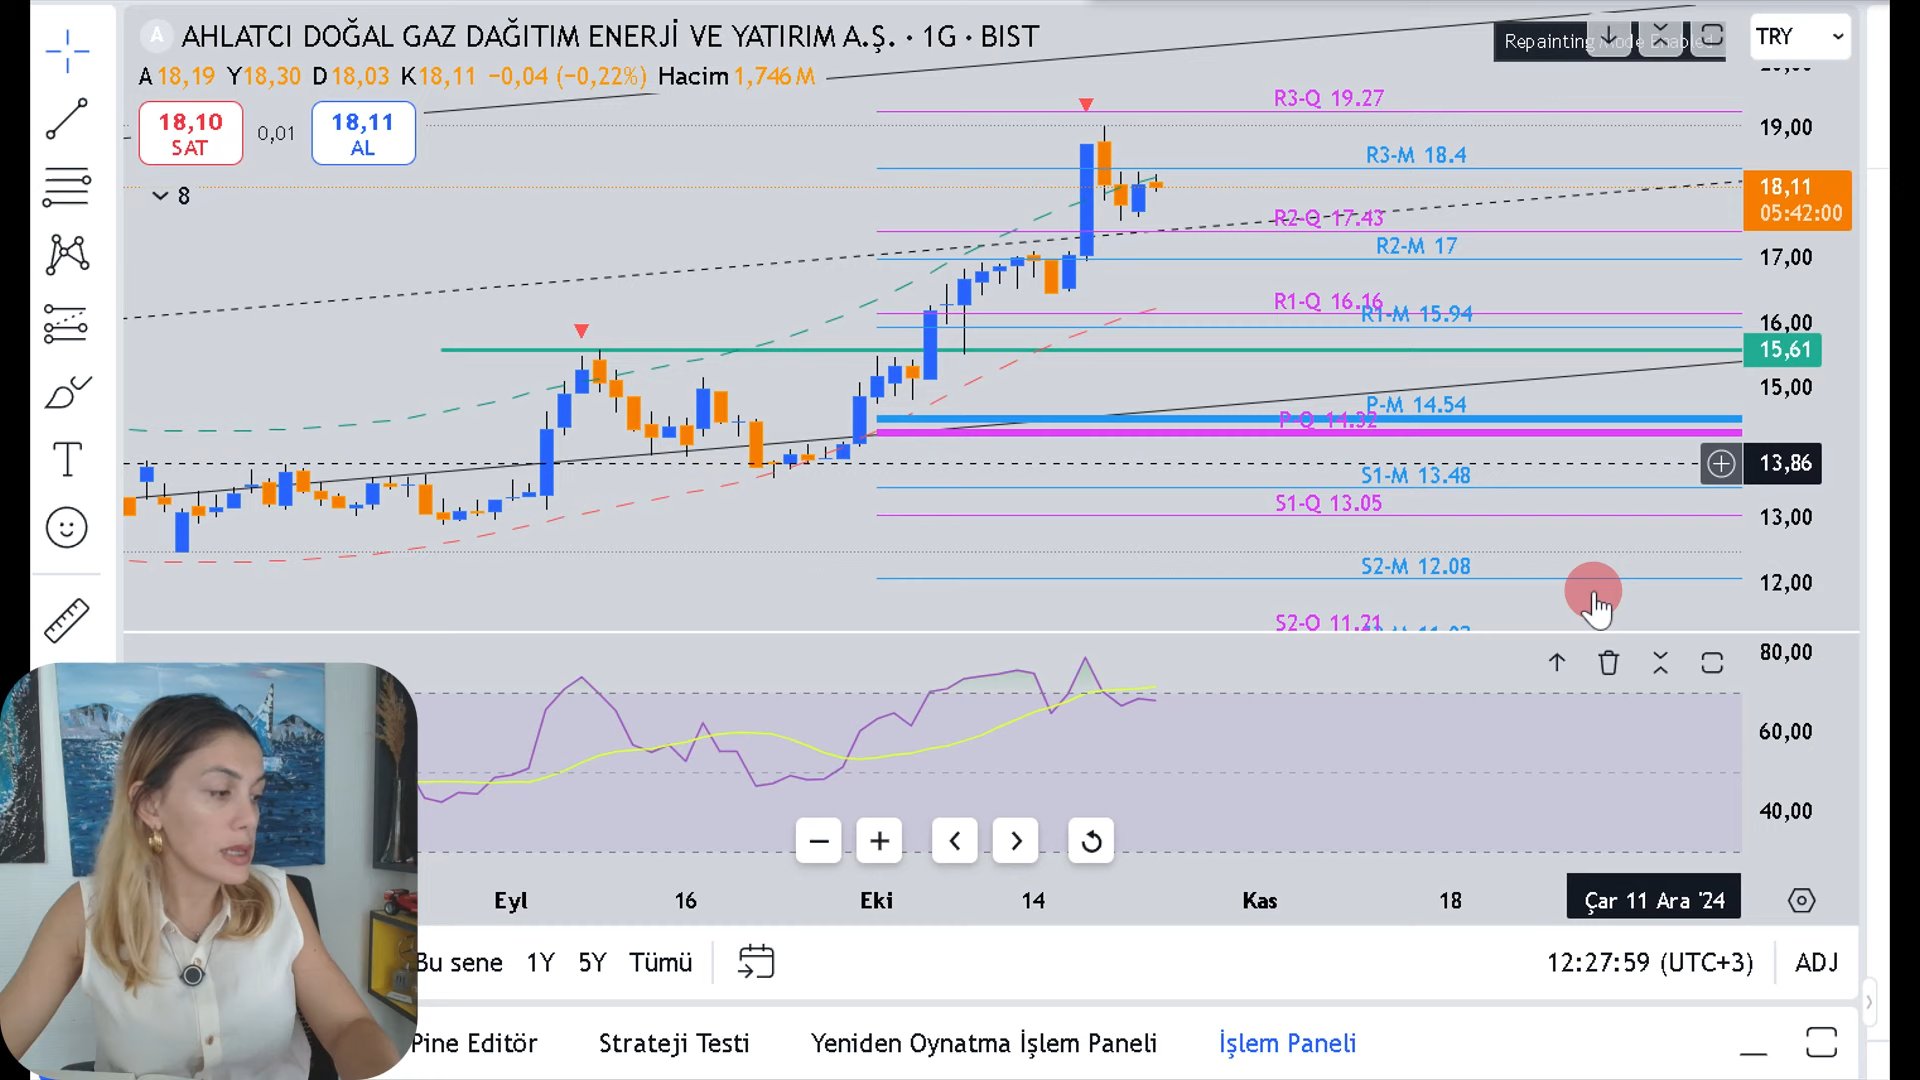 AHLATCI DOĞAL GAZ DAĞITIM ENERJİ VE YATIRIM A.Ş. · 1G · BIST
A18,19 Y18,30 D18,03 K18,11 −0,04 (−0,22%) Hacim1,746 M
18,10
SAT
0,01
18,11
AL
8
Repainting Mode Enabled
TRY
R3-Q 19.27
R3-M 18.4
R2-Q 17.43
R2-M 17
R1-Q 16.16
R1-M 15.94
P-M 14.54
P-Q 14.32
S1-M 13.48
S1-Q 13.05
S2-M 12.08
S2-Q 11.21
19,00
18,11
05:42:00
17,00
16,00
15,61
15,00
13,86
13,00
12,00
80,00
60,00
40,00
Eyl 16 Eki 14 Kas 18 Çar 11 Ara '24
Bu sene 1Y 5Y Tümü
12:27:59 (UTC+3) ADJ
Pine Editör Strateji Testi Yeniden Oynatma İşlem Paneli İşlem Paneli